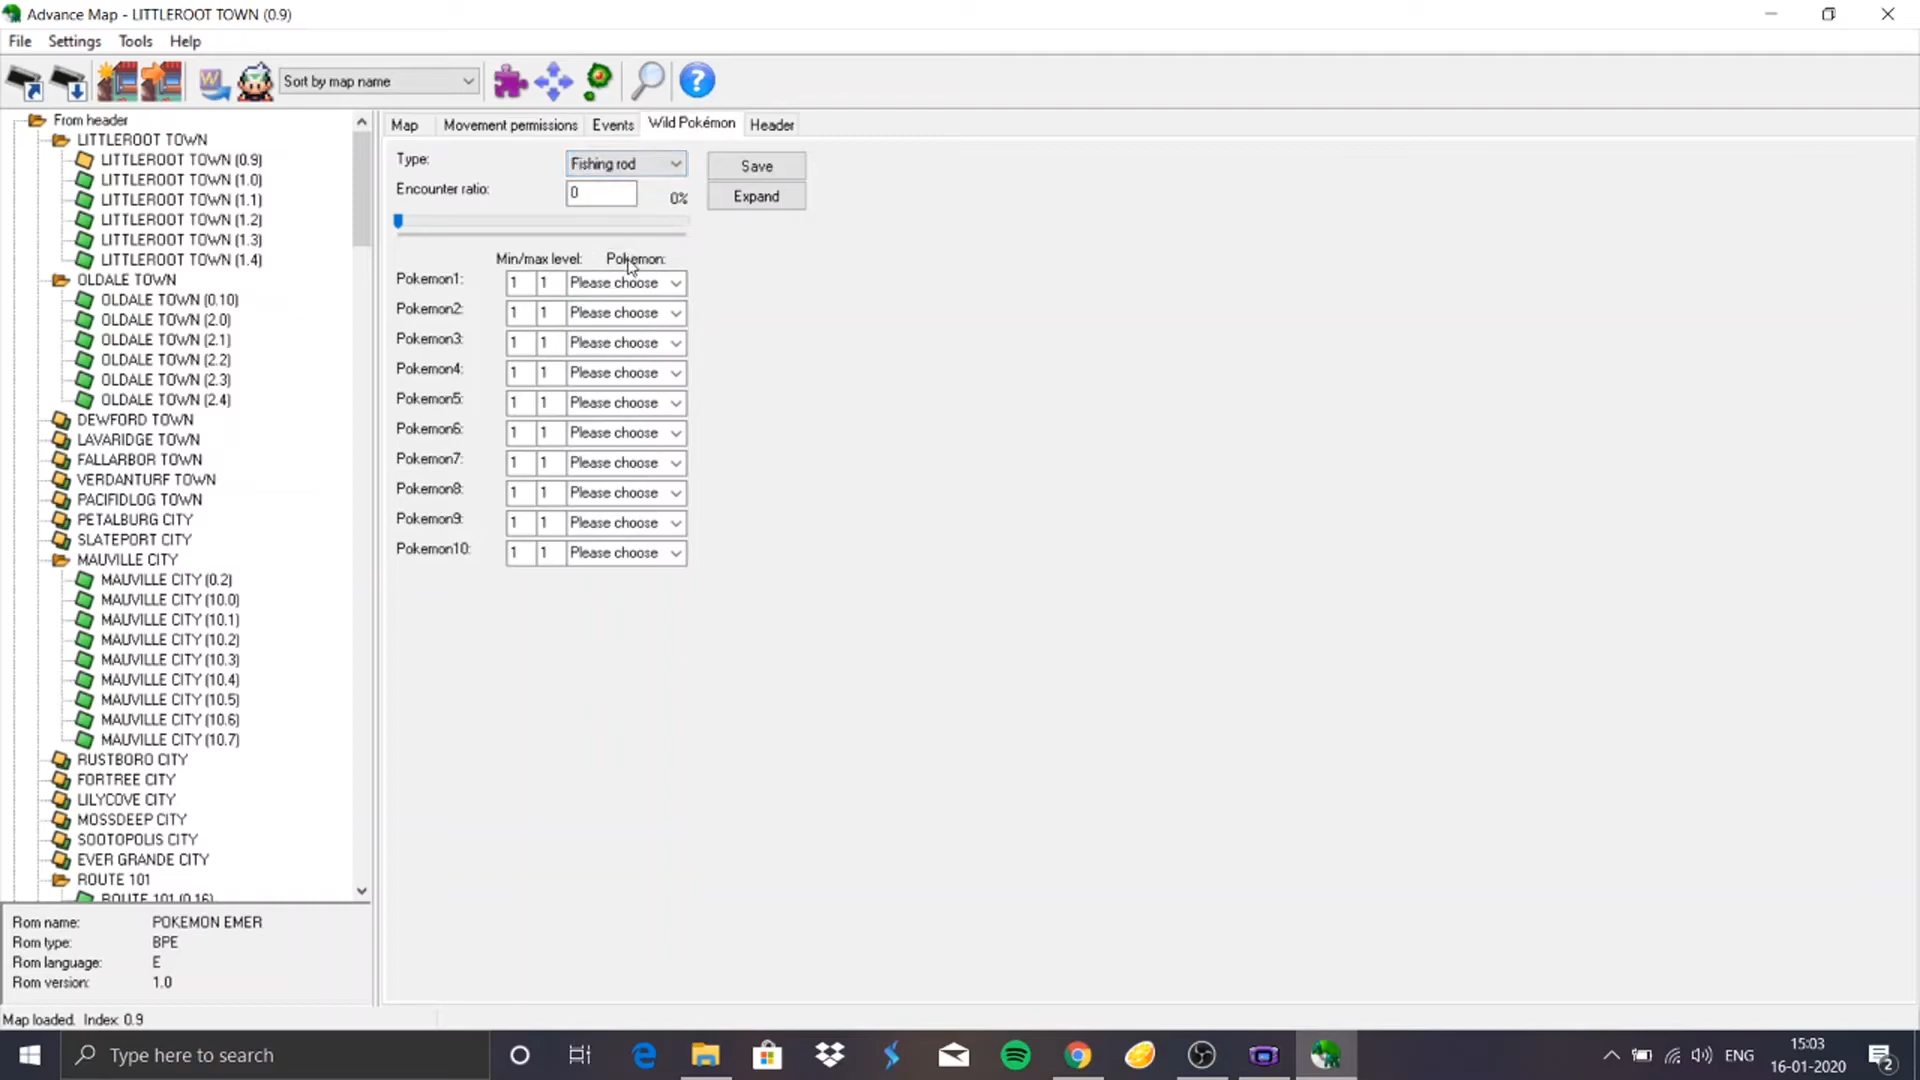 Advance Map - LITTLEROOT TOWN (0.9)
File Settings Tools Help
Sort by map name
From header
LITTLEROOT TOWN
LITTLEROOT TOWN (0.9)
LITTLEROOT TOWN (1.0)
LITTLEROOT TOWN (1.1)
LITTLEROOT TOWN (1.2)
LITTLEROOT TOWN (1.3)
LITTLEROOT TOWN (1.4)
OLDALE TOWN
OLDALE TOWN (0.10)
OLDALE TOWN (2.0)
OLDALE TOWN (2.1)
OLDALE TOWN (2.2)
OLDALE TOWN (2.3)
OLDALE TOWN (2.4)
DEWFORD TOWN
LAVARIDGE TOWN
FALLARBOR TOWN
VERDANTURF TOWN
PACIFIDLOG TOWN
PETALBURG CITY
SLATEPORT CITY
MAUVILLE CITY
MAUVILLE CITY (0.2)
MAUVILLE CITY (10.0)
MAUVILLE CITY (10.1)
MAUVILLE CITY (10.2)
MAUVILLE CITY (10.3)
MAUVILLE CITY (10.4)
MAUVILLE CITY (10.5)
MAUVILLE CITY (10.6)
MAUVILLE CITY (10.7)
RUSTBORO CITY
FORTREE CITY
LILYCOVE CITY
MOSSDEEP CITY
SOOTOPOLIS CITY
EVER GRANDE CITY
ROUTE 101
ROUTE 101 (0.16)
Rom name: POKEMON EMER
Rom type: BPE
Rom language: E
Rom version: 1.0
Map loaded. Index: 0.9
Map Movement permissions Events Wild Pokémon Header
Type: Fishing rod Save
Encounter ratio: 0 0% Expand
Min/max level: Pokemon:
Pokemon1: 1 1 Please choose
Pokemon2: 1 1 Please choose
Pokemon3: 1 1 Please choose
Pokemon4: 1 1 Please choose
Pokemon5: 1 1 Please choose
Pokemon6: 1 1 Please choose
Pokemon7: 1 1 Please choose
Pokemon8: 1 1 Please choose
Pokemon9: 1 1 Please choose
Pokemon10: 1 1 Please choose
Type here to search
ENG
15:03
16-01-2020
2